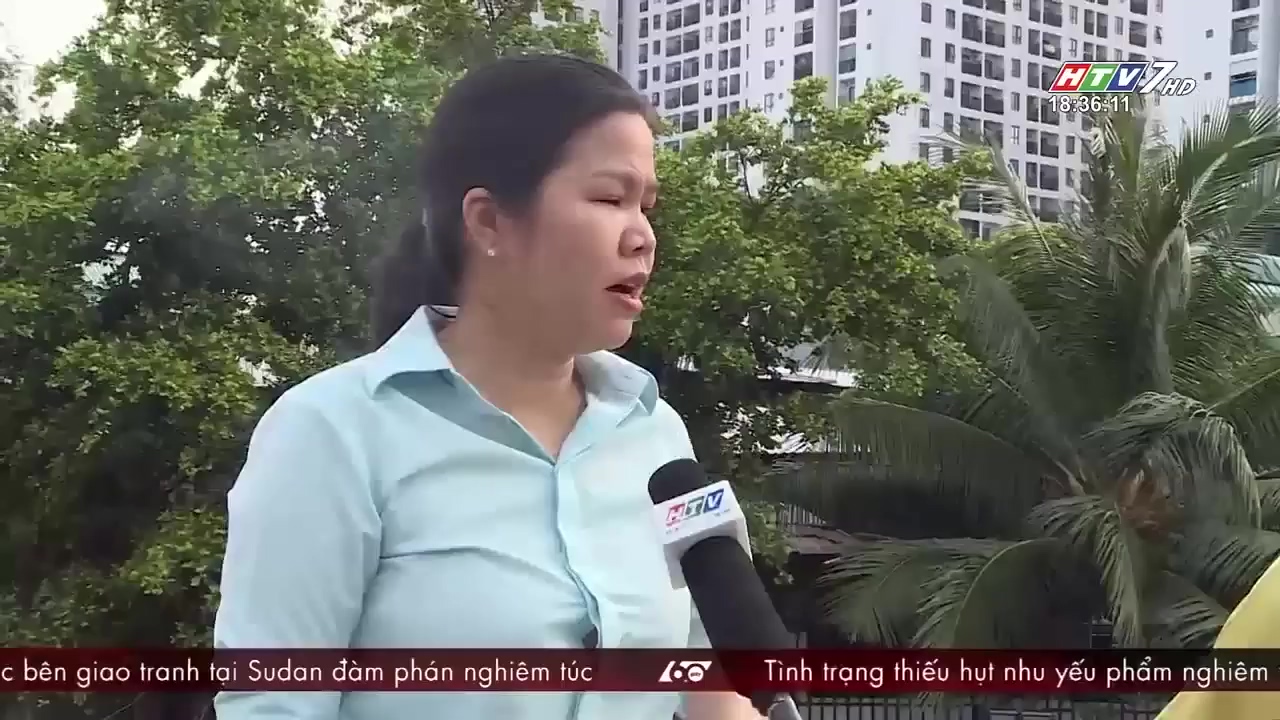 HTV7 HD
18:36:11
HTV
c bên giao tranh tại Sudan đàm phán nghiêm túc
60 Tình trạng thiếu hụt nhu yếu phẩm nghiêm